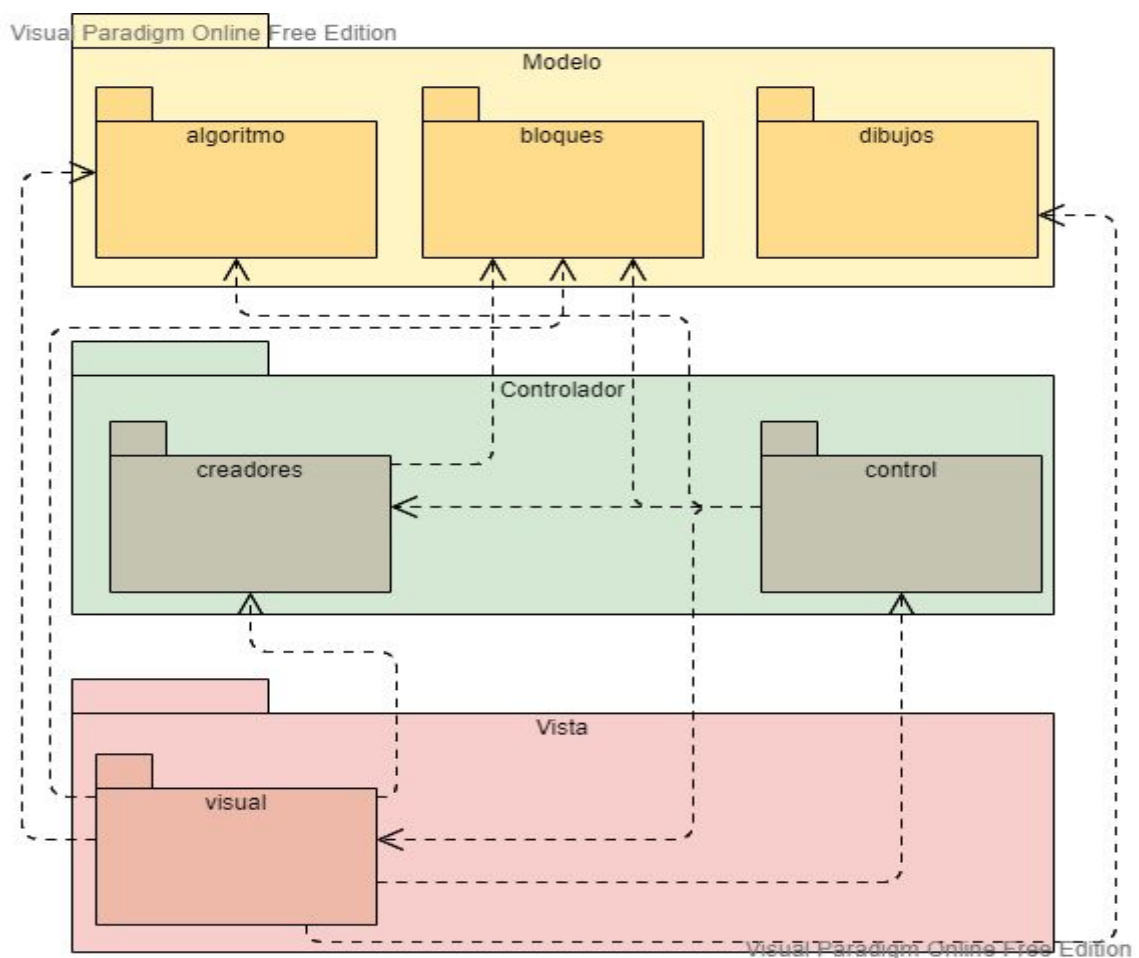 Visual Paradigm Online Free Edition
Modelo
algoritmo
bloques
dibujos
Controlador
creadores
control
Vista
visual
Visual Paradigm Online Free Edition